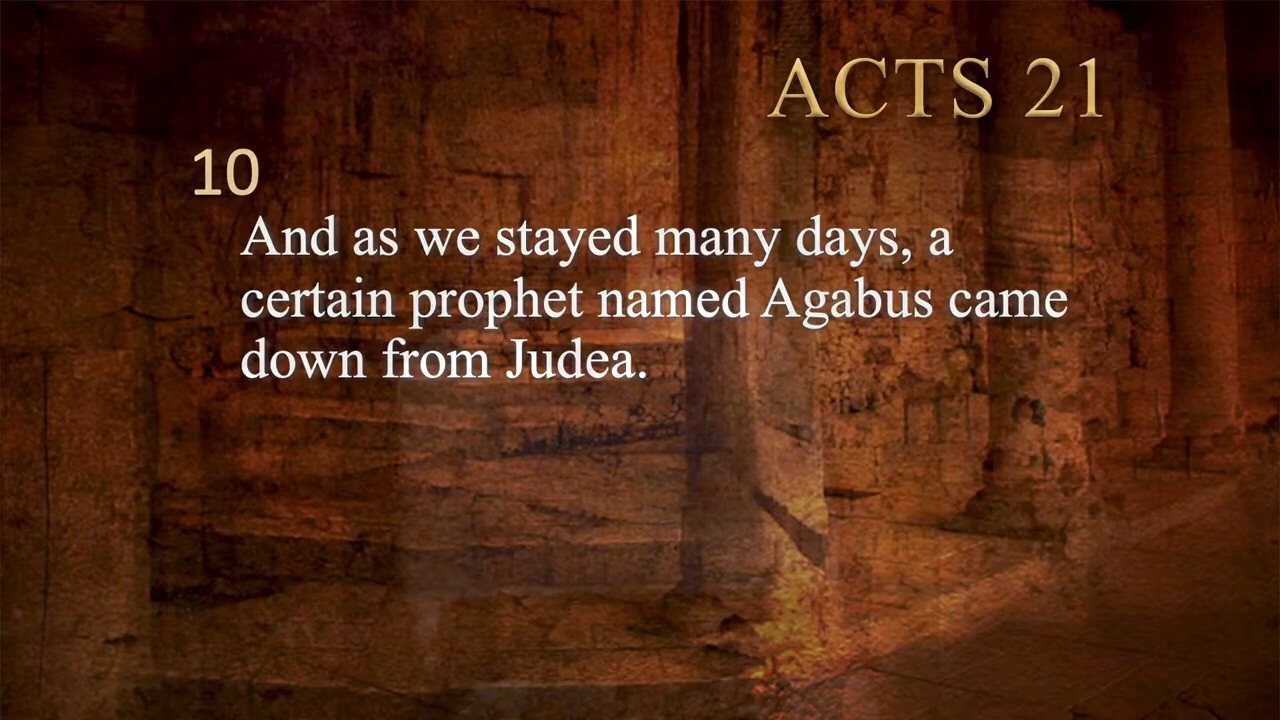 ACTS 21
10
And as we stayed many days, a
certain prophet named Agabus came
down from Judea.